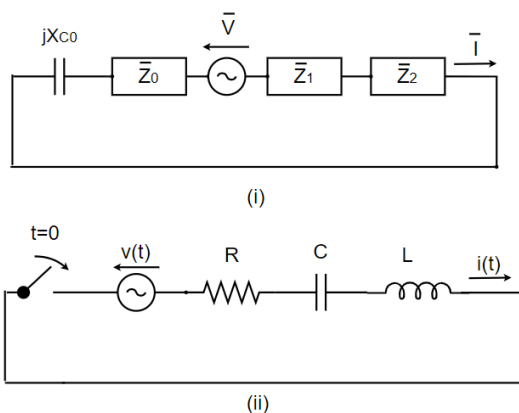 jXC0 Z̅0 V̅ Z̅1 Z̅2 I̅
(i)
t=0 v(t) R C L i(t)
(ii)